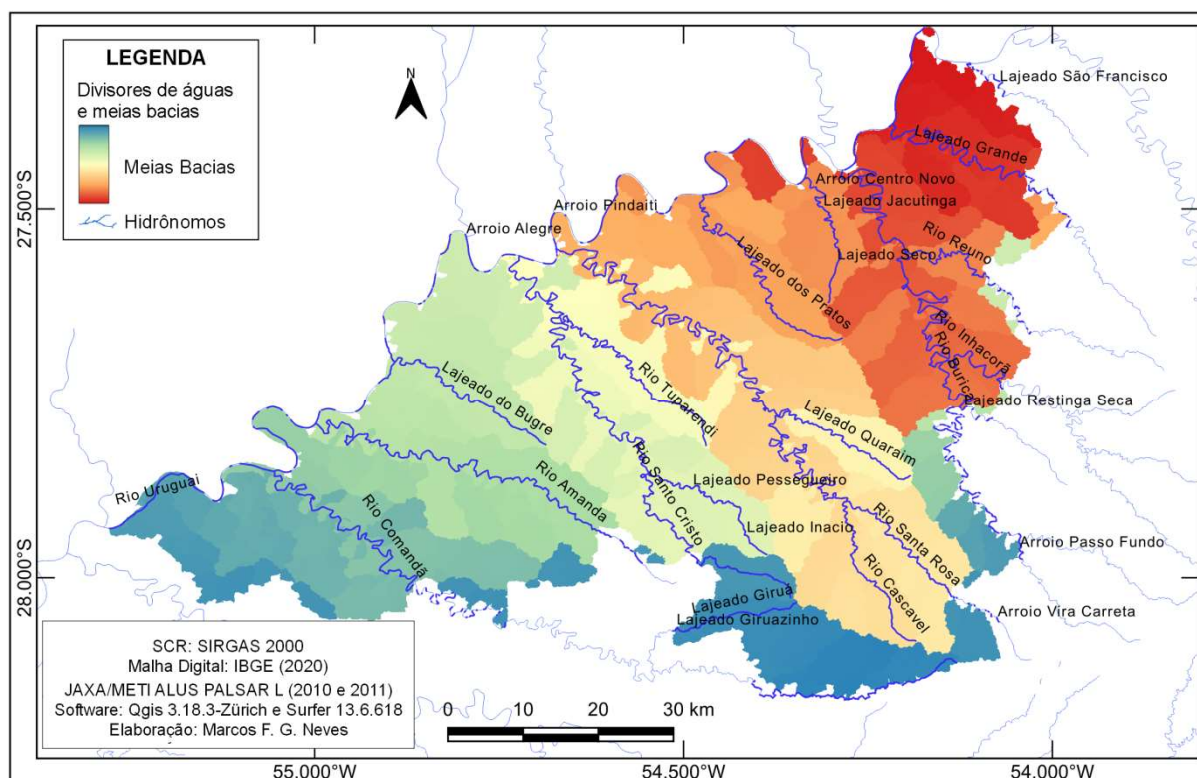 LEGENDA
Divisores de águas
e meias bacias
Meias Bacias
Hidrônomos
N
27.500°S
28.000°S
55.000°W
54.500°W
54.000°W
Lajeado São Francisco
Lajeado Grande
Arroio Centro Novo
Lajeado Jacutinga
Arroio Pindaiti
Arroio Alegre
Rio Reuno
Lajeado Seco
Lajeado dos Pratos
Rio Inhacorã
Rio Buricá
Lajeado Restinga Seca
Rio Tuparendi
Lajeado do Bugre
Lajeado Quaraim
Rio Santo Cristo
Lajeado Pessegueiro
Rio Uruguai
Rio Amanda
Rio Comandã
Lajeado Inacio
Rio Santa Rosa
Arroio Passo Fundo
Rio Cascavel
Lajeado Giruá
Lajeado Giruazinho
Arroio Vira Carreta
SCR: SIRGAS 2000
Malha Digital: IBGE (2020)
JAXA/METI ALUS PALSAR L (2010 e 2011)
Software: Qgis 3.18.3-Zürich e Surfer 13.6.618
Elaboração: Marcos F. G. Neves
0 10 20 30 km